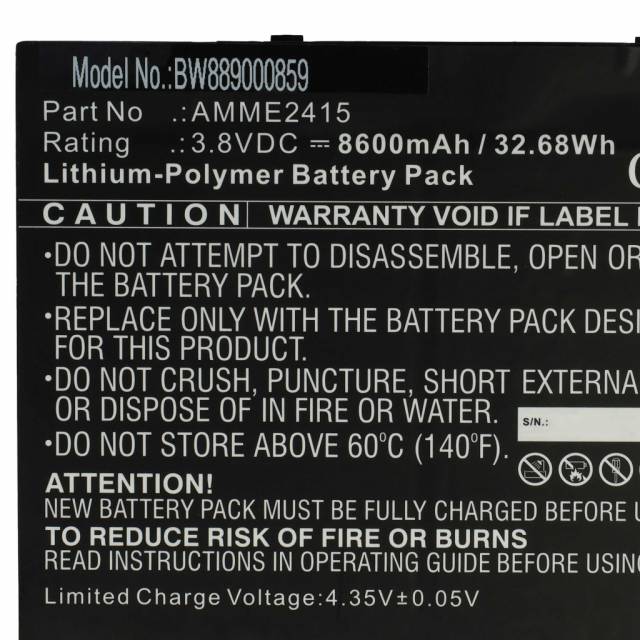 Model No.:BW889000859
Part No .:AMME2415
Rating .:3.8VDC ⎓ 8600mAh / 32.68Wh
Lithium-Polymer Battery Pack
CAUTION WARRANTY VOID IF LABEL
•DO NOT ATTEMPT TO DISASSEMBLE, OPEN OR
THE BATTERY PACK.
•REPLACE ONLY WITH THE BATTERY PACK DESI
FOR THIS PRODUCT.
•DO NOT CRUSH, PUNCTURE, SHORT EXTERNA
OR DISPOSE OF IN FIRE OR WATER.
S/N.:
•DO NOT STORE ABOVE 60°C (140°F).
ATTENTION!
NEW BATTERY PACK MUST BE FULLY CHARGED BEFORE U
TO REDUCE RISK OF FIRE OR BURNS
READ INSTRUCTIONS IN OPERATING GUIDE BEFORE USING
Limited Charge Voltage:4.35V±0.05V